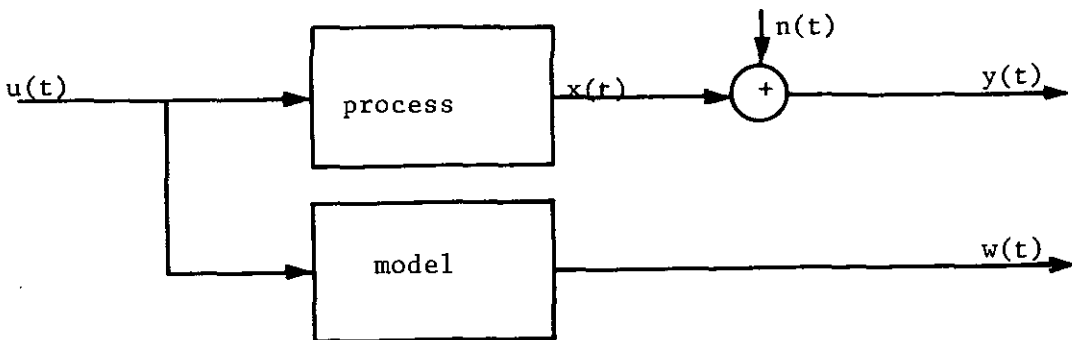 n(t)
u(t)
process
x(t)
+
y(t)
model
w(t)